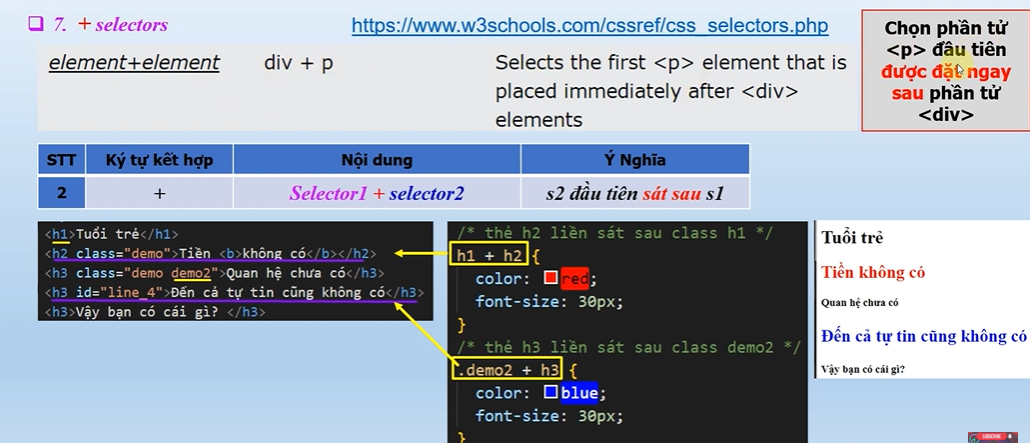 7. + selectors
https://www.w3schools.com/cssref/css_selectors.php
element+element div + p Selects the first <p> element that is
placed immediately after <div>
elements
Chọn phần tử
<p> đầu tiên
được đặt ngay
sau phần tử
<div>
STT Ký tự kết hợp Nội dung Ý Nghĩa
2 + Selector1 + selector2 s2 đầu tiên sát sau s1
<h1>Tuổi trẻ</h1>
<h2 class="demo">Tiền <b>không có</b></h2>
<h3 class="demo demo2">Quan hệ chưa có</h3>
<h3 id="line_4">Đến cả tự tin cũng không có</h3>
<h3>Vậy bạn có cái gì? </h3>
/* thẻ h2 liền sát sau class h1 */
h1 + h2 {
color: red;
font-size: 30px;
}
/* thẻ h3 liền sát sau class demo2 */
.demo2 + h3 {
color: blue;
font-size: 30px;
}
Tuổi trẻ
Tiền không có
Quan hệ chưa có
Đến cả tự tin cũng không có
Vậy bạn có cái gì?
SUBSCRIBE